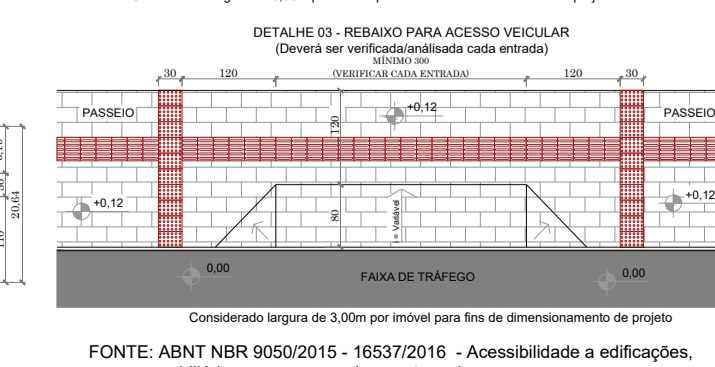 DETALHE 03 - REBAIXO PARA ACESSO VEICULAR
(Deverá ser verificada/análisada cada entrada)
MÍNIMO 300
30 120 (VERIFICAR CADA ENTRADA) 120 30
PASSEIO
+0,12
PASSEIO
120
20,64
+0,12
80
i = Variável
+0,12
0,00
FAIXA DE TRÁFEGO
0,00
Considerado largura de 3,00m por imóvel para fins de dimensionamento de projeto
FONTE: ABNT NBR 9050/2015 - 16537/2016 - Acessibilidade a edificações,